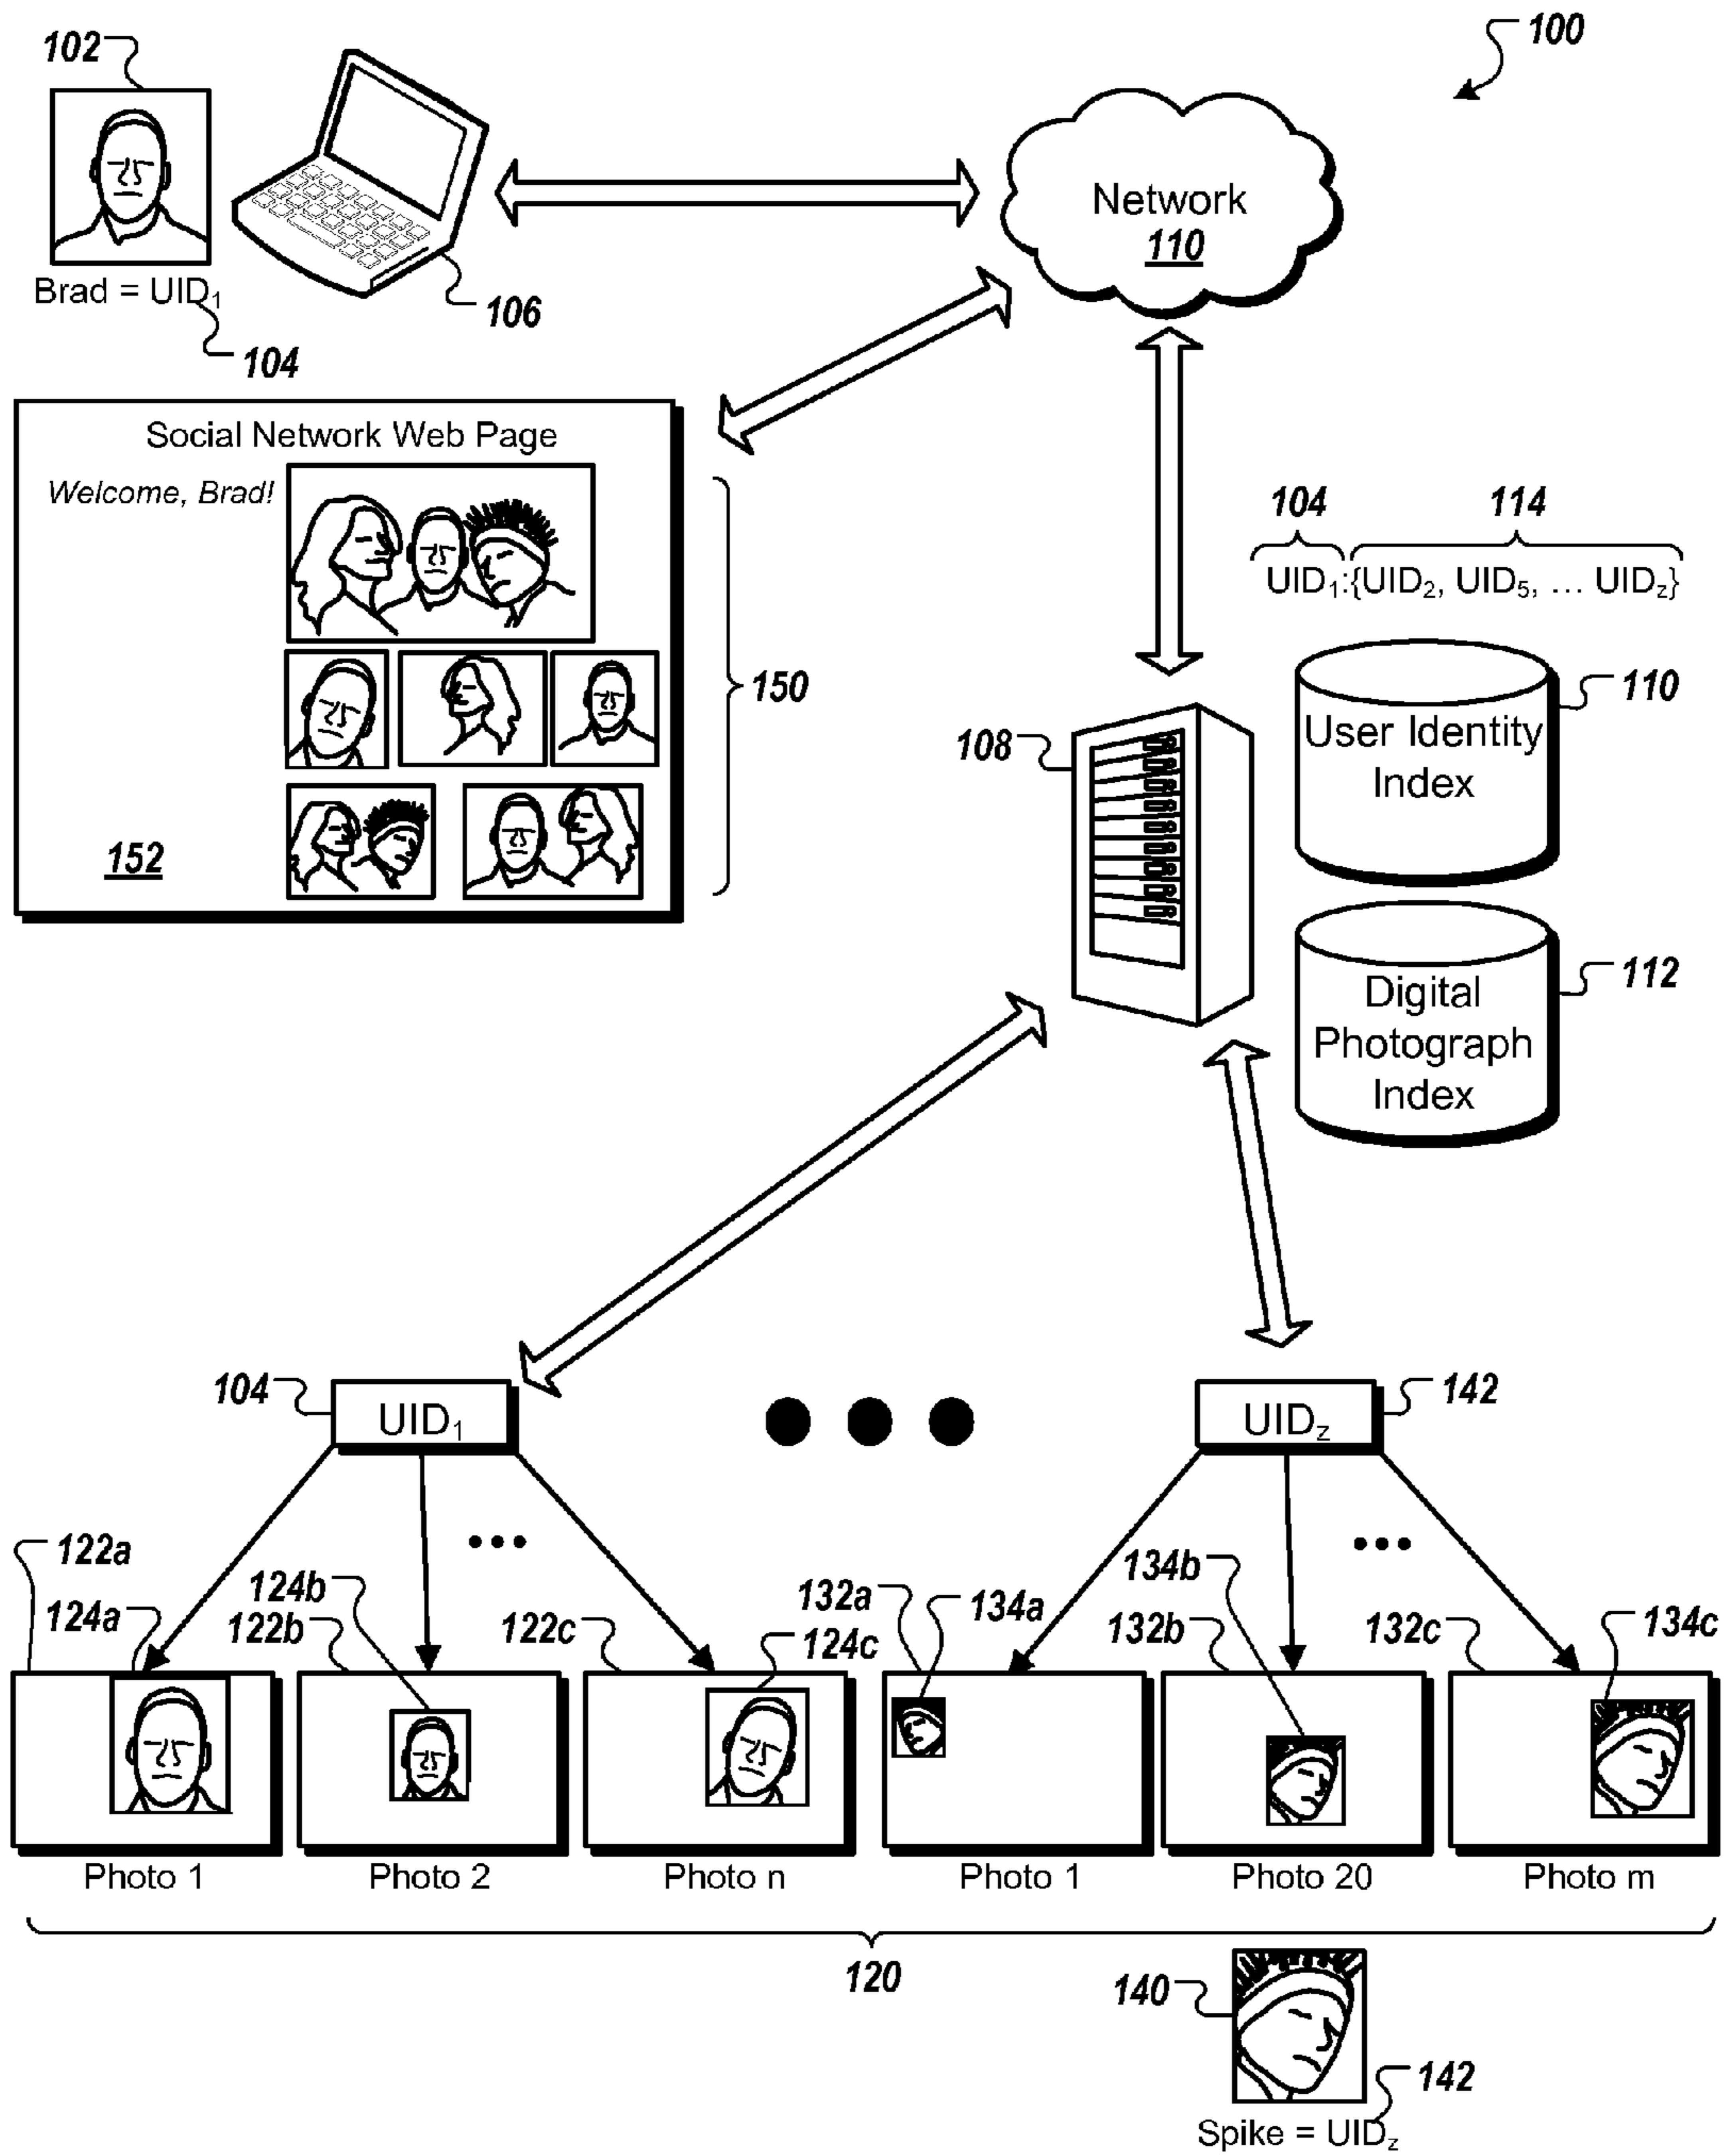 102
100
Network
110
Brad = UID₁
106
104
Social Network Web Page
Welcome, Brad!
150
152
104
114
UID₁:{UID₂, UID₅, … UID_z}
110
User Identity
Index
108
112
Digital
Photograph
Index
104
UID₁
UID_z
142
...
...
122a
124a
124b
122b
122c
124c
132a
134a
134b
132b
132c
134c
Photo 1
Photo 2
Photo n
Photo 1
Photo 20
Photo m
120
140
142
Spike = UID_z